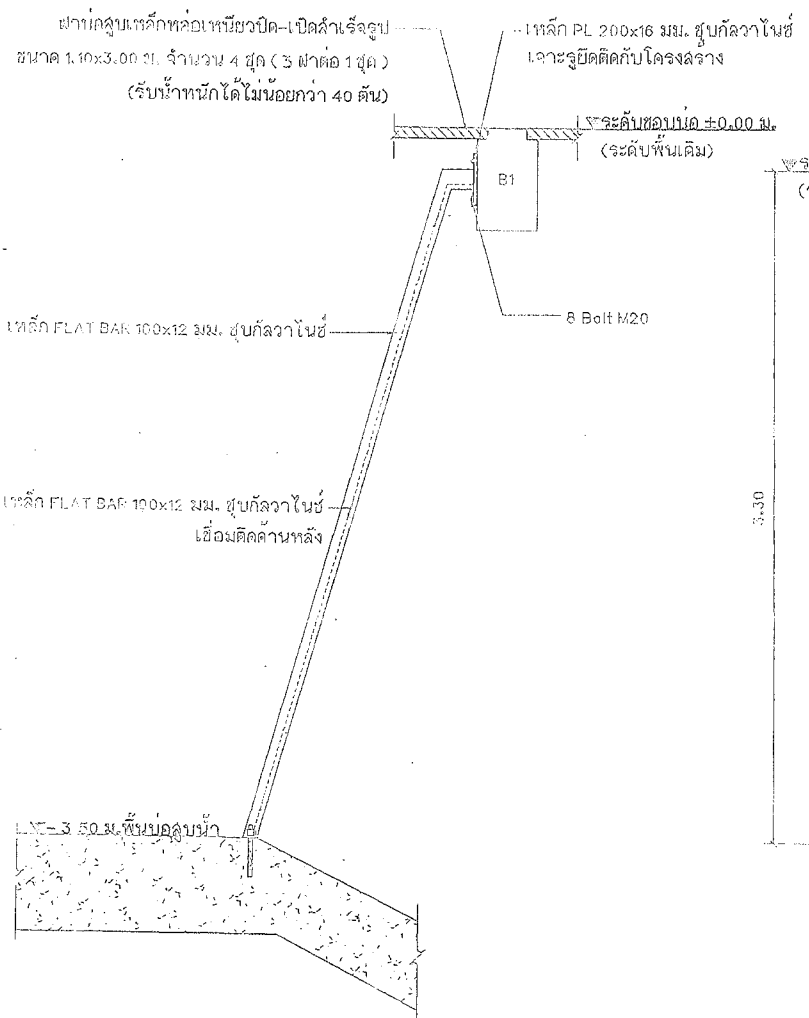 ฝาบ่อสูบเหล็กหล่อเหนียวปิด-เปิดสำเร็จรูป
ขนาด 1.10x3.00 ม. จำนวน 4 ชุด (3 ฝาต่อ 1 ชุด)
(รับน้ำหนักได้ไม่น้อยกว่า 40 ตัน)
เหล็ก PL 200x16 มม. ชุบกัลวาไนซ์
เจาะรูยึดติดกับโครงสร้าง
ระดับขอบบ่อ ±0.00 ม.
(ระดับพื้นเดิม)
B1
8 Bolt M20
เหล็ก FLAT BAR 100x12 มม. ชุบกัลวาไนซ์
เหล็ก FLAT BAR 100x12 มม. ชุบกัลวาไนซ์
เชื่อมติดด้านหลัง
3.30
-3.50 ม.พื้นบ่อสูบน้ำ